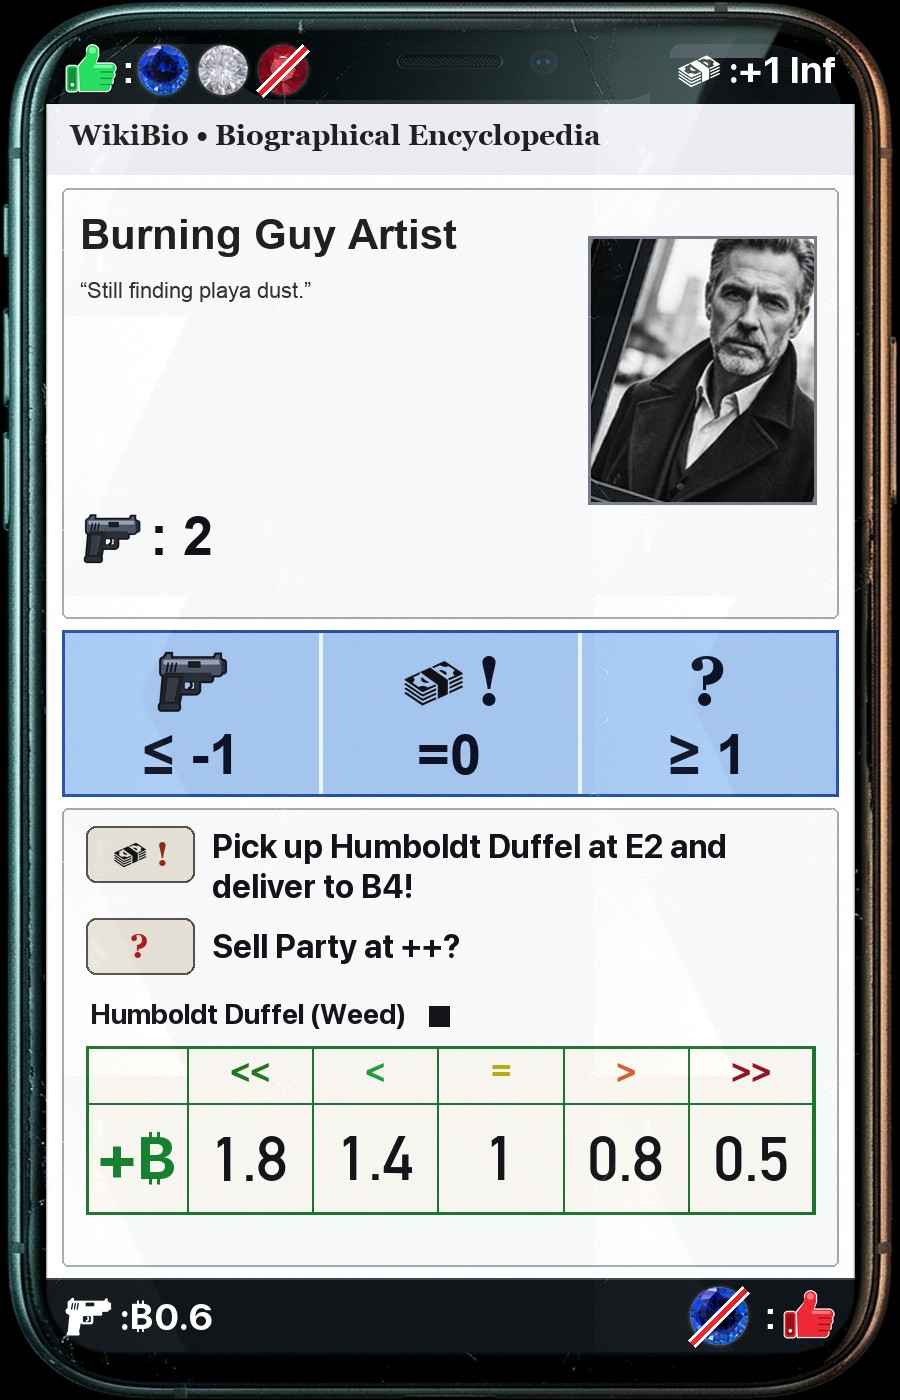 : :+1 Inf
WikiBio • Biographical Encyclopedia
Burning Guy Artist
“Still finding playa dust.”
: 2
! ?
≤ -1 =0 ≥ 1
! Pick up Humboldt Duffel at E2 and
deliver to B4!
? Sell Party at ++?
Humboldt Duffel (Weed) ■
<< < = > >>
+₿ 1.8 1.4 1 0.8 0.5
:₿0.6 :